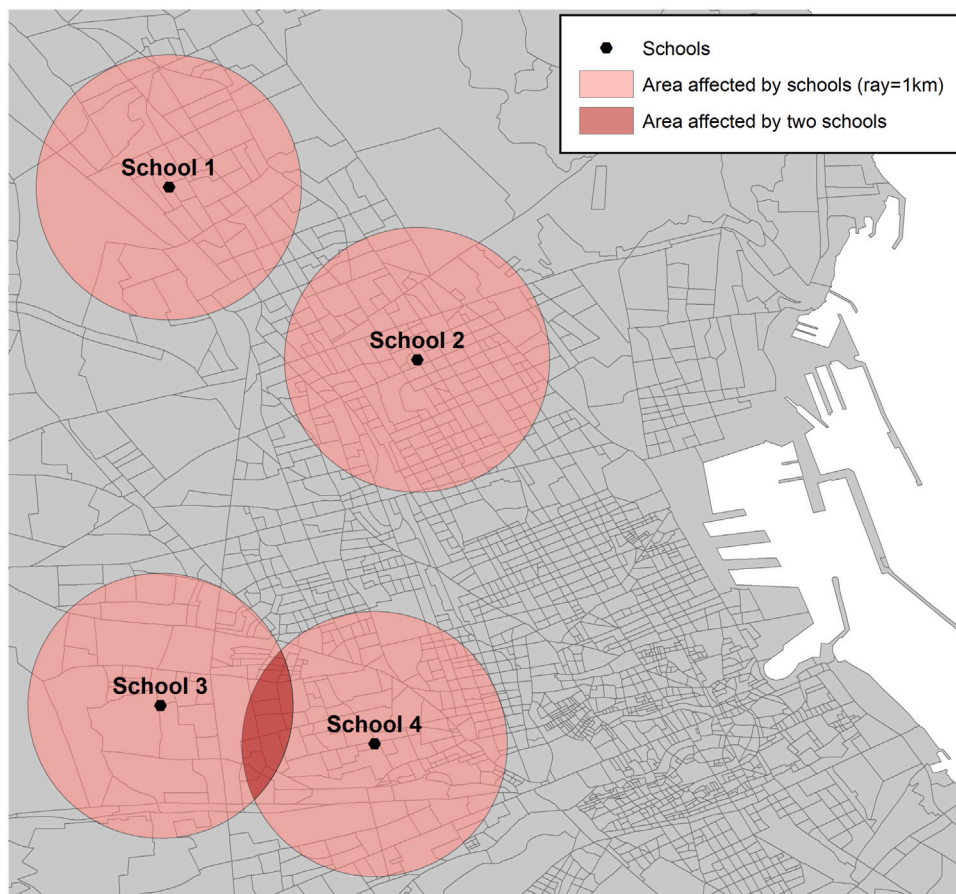 Schools
Area affected by schools (ray=1km)
Area affected by two schools
School 1
School 2
School 3
School 4